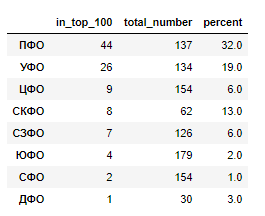 in_top_100 total_number percent
ПФО 44 137 32.0
УФО 26 134 19.0
ЦФО 9 154 6.0
СКФО 8 62 13.0
СЗФО 7 126 6.0
ЮФО 4 179 2.0
СФО 2 154 1.0
ДФО 1 30 3.0